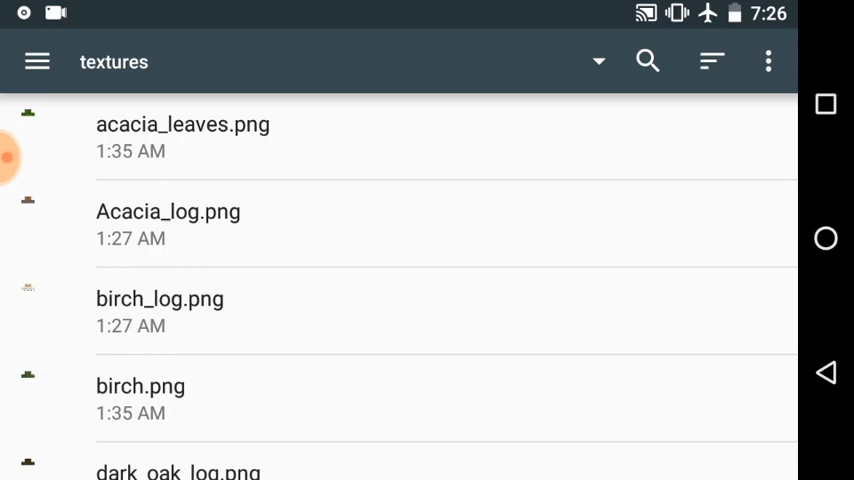 7:26
textures
acacia_leaves.png
1:35 AM
Acacia_log.png
1:27 AM
birch_log.png
1:27 AM
birch.png
1:35 AM
dark_oak_log.png